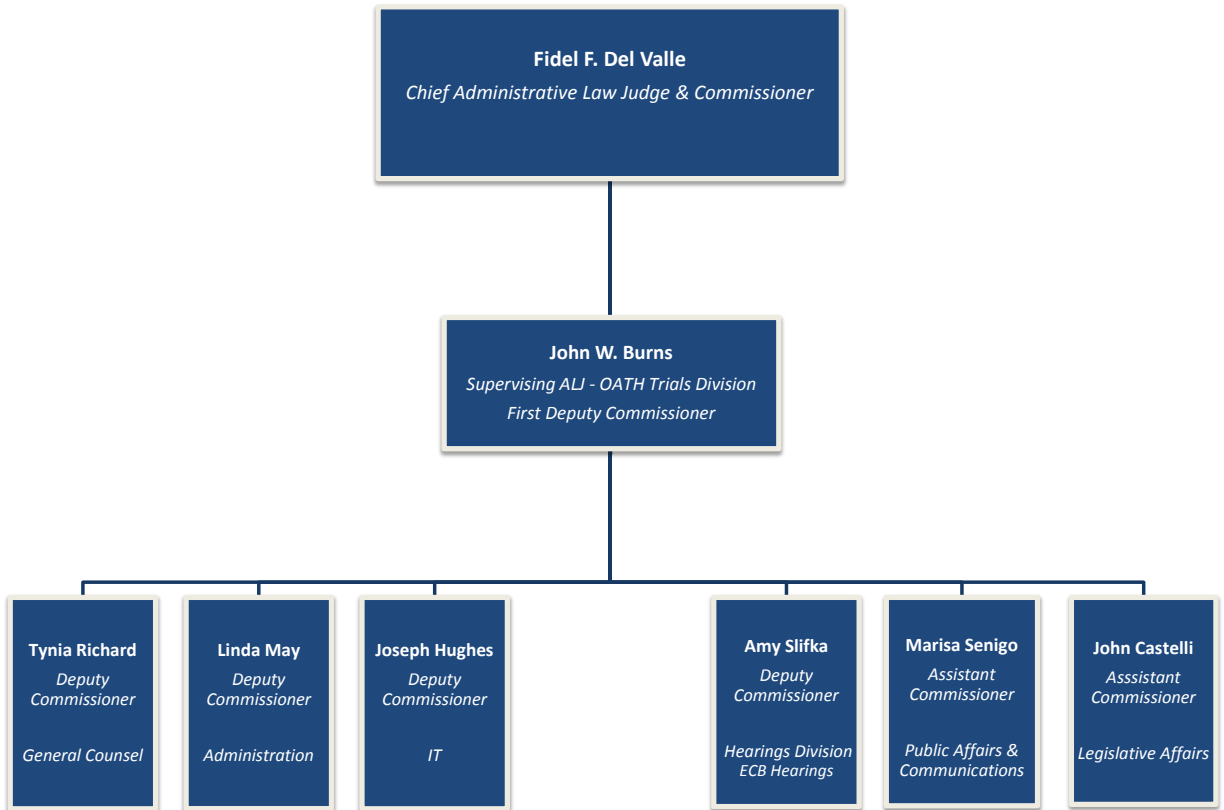 Fidel F. Del Valle
Chief Administrative Law Judge & Commissioner
John W. Burns
Supervising ALJ - OATH Trials Division
First Deputy Commissioner
Tynia Richard
Deputy
Commissioner
General Counsel
Linda May
Deputy
Commissioner
Administration
Joseph Hughes
Deputy
Commissioner
IT
Amy Slifka
Deputy
Commissioner
Hearings Division
ECB Hearings
Marisa Senigo
Assistant
Commissioner
Public Affairs &
Communications
John Castelli
Asssistant
Commissioner
Legislative Affairs